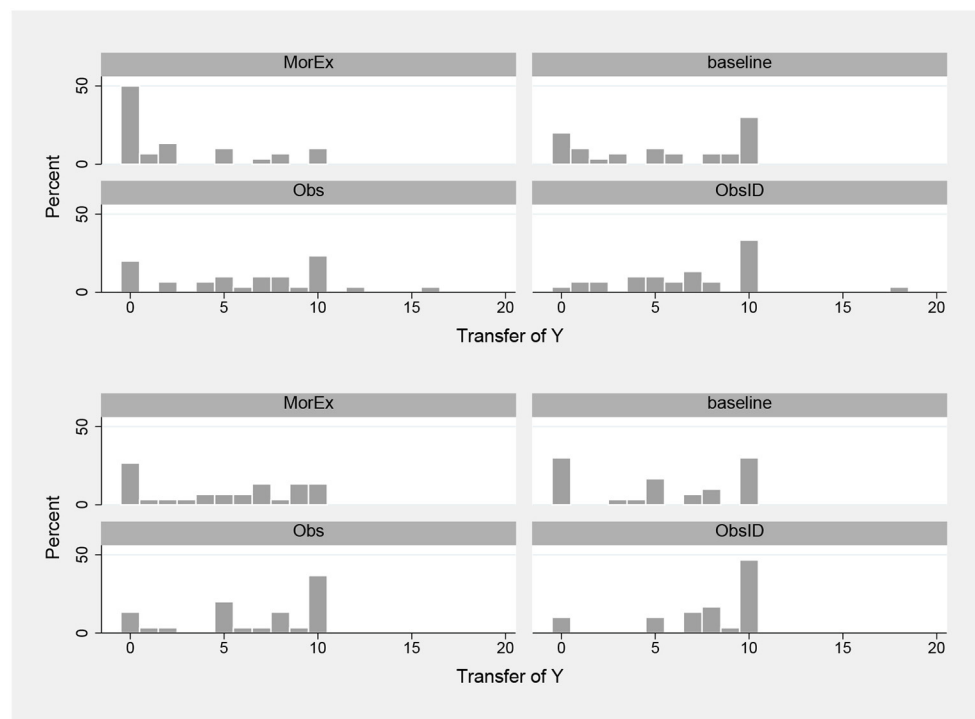 MorEx baseline
50
0
Percent
Obs ObsID
50
0
0 5 10 15 20 0 5 10 15 20
Transfer of Y
MorEx baseline
50
0
Percent
Obs ObsID
50
0
0 5 10 15 20 0 5 10 15 20
Transfer of Y